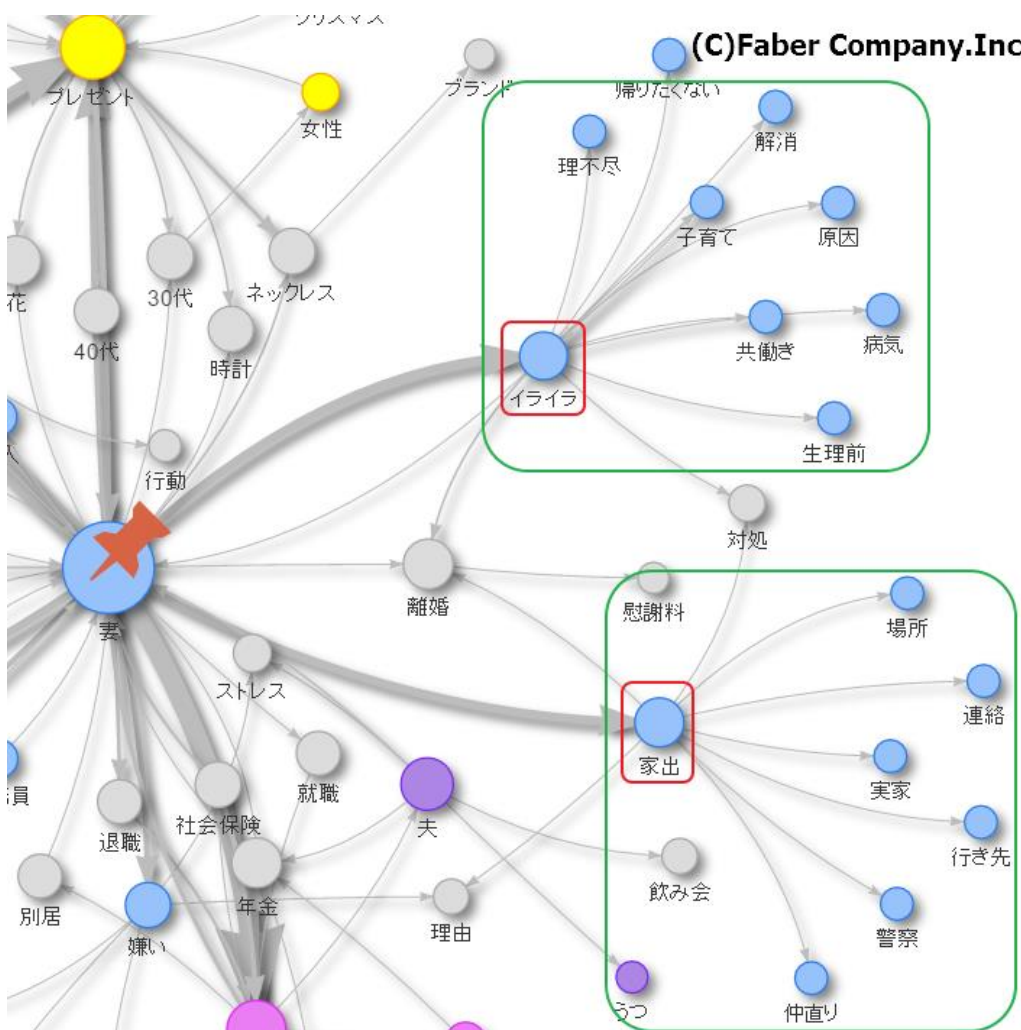 クリスマス
(C)Faber Company.Inc
プレゼント
ブランド
帰りたくない
女性
解消
理不尽
子育て
原因
花
30代
ネックレス
40代
時計
共働き
病気
イライラ
生理前
行動
対処
離婚
慰謝料
場所
妻
ストレス
連絡
家出
実家
員
退職
社会保険
就職
夫
行き先
別居
年金
飲み会
嫌い
理由
警察
うつ
仲直り